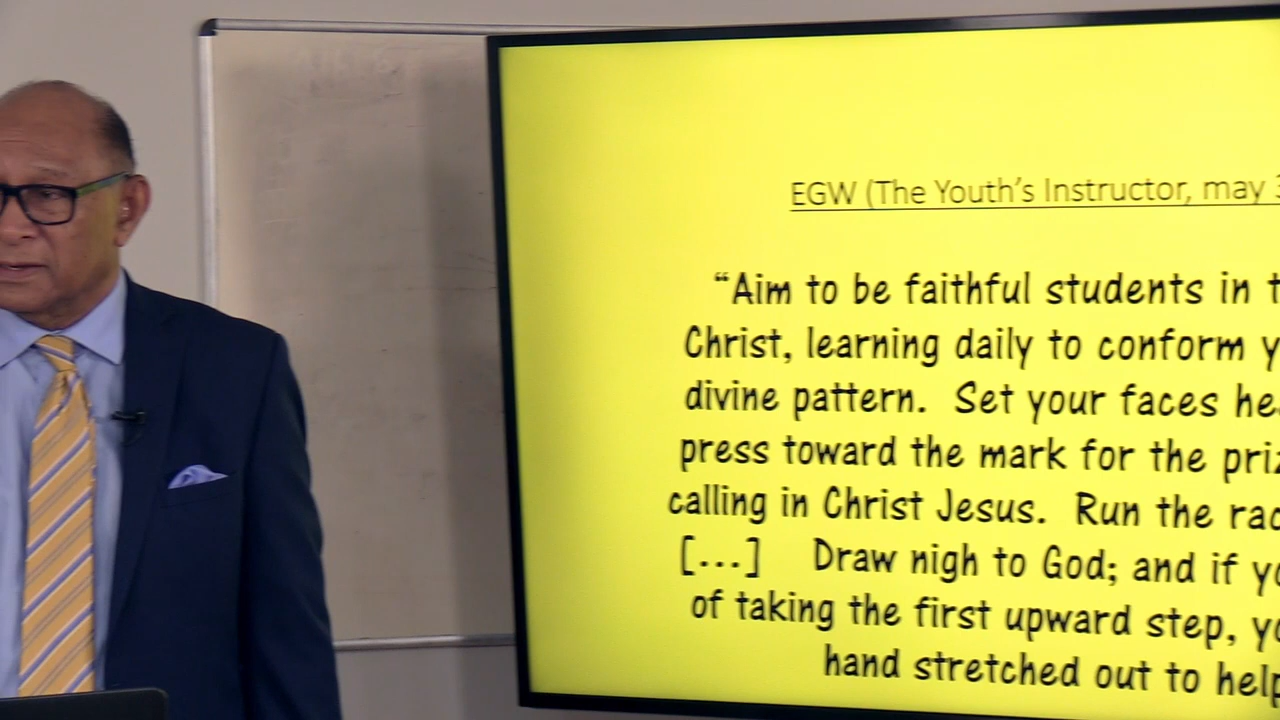 EGW (The Youth's Instructor, may
"Aim to be faithful students in
Christ, learning daily to conform
divine pattern. Set your faces
press toward the mark for the
calling in Christ Jesus. Run the
[...] Draw nigh to God; and if
of taking the first upward step,
hand stretched out to help